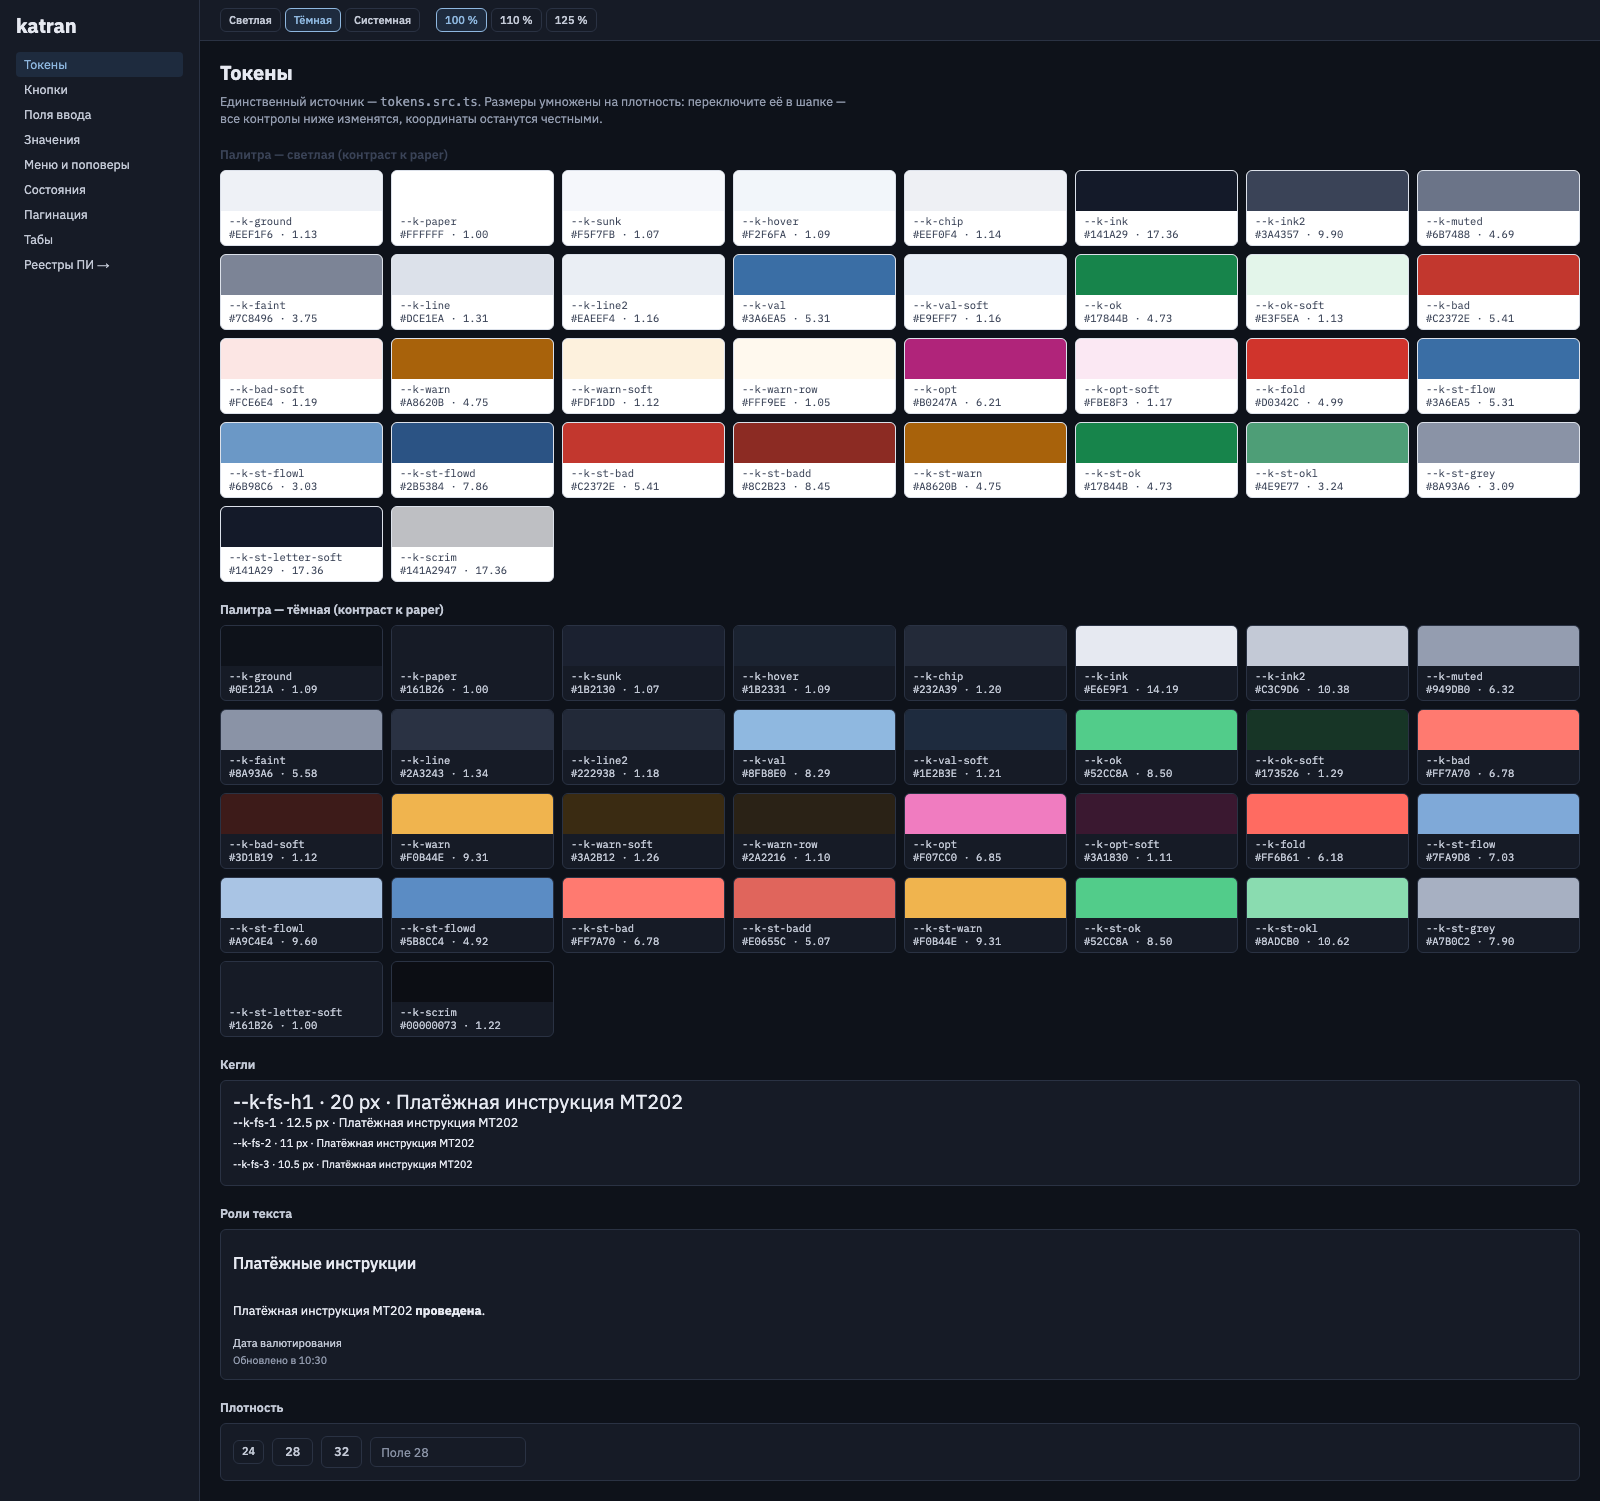 katran
Токены
Кнопки
Поля ввода
Значения
Меню и поповеры
Состояния
Пагинация
Табы
Реестры ПИ →
Светлая Тёмная Системная 100 % 110 % 125 %
Токены
Единственный источник — tokens.src.ts. Размеры умножены на плотность: переключите её в шапке —
все контролы ниже изменятся, координаты останутся честными.
Палитра — светлая (контраст к paper)
--k-ground --k-paper --k-sunk --k-hover --k-chip --k-ink --k-ink2 --k-muted
#EEF1F6 · 1.13 #FFFFFF · 1.00 #F5F7FB · 1.07 #F2F6FA · 1.09 #EEF0F4 · 1.14 #141A29 · 17.36 #3A4357 · 9.90 #6B7488 · 4.69
--k-faint --k-line --k-line2 --k-val --k-val-soft --k-ok --k-ok-soft --k-bad
#7C8496 · 3.75 #DCE1EA · 1.31 #EAEEF4 · 1.16 #3A6EA5 · 5.31 #E9EFF7 · 1.16 #17844B · 4.73 #E3F5EA · 1.13 #C2372E · 5.41
--k-bad-soft --k-warn --k-warn-soft --k-warn-row --k-opt --k-opt-soft --k-fold --k-st-flow
#FCE6E4 · 1.19 #A8620B · 4.75 #FDF1DD · 1.12 #FFF9EE · 1.05 #B0247A · 6.21 #FBE8F3 · 1.17 #D0342C · 4.99 #3A6EA5 · 5.31
--k-st-flowl --k-st-flowd --k-st-bad --k-st-badd --k-st-warn --k-st-ok --k-st-okl --k-st-grey
#6B98C6 · 3.03 #2B5384 · 7.86 #C2372E · 5.41 #8C2B23 · 8.45 #A8620B · 4.75 #17844B · 4.73 #4E9E77 · 3.24 #8A93A6 · 3.09
--k-st-letter-soft --k-scrim
#141A29 · 17.36 #141A2947 · 17.36
Палитра — тёмная (контраст к paper)
--k-ground --k-paper --k-sunk --k-hover --k-chip --k-ink --k-ink2 --k-muted
#0E121A · 1.09 #161B26 · 1.00 #1B2130 · 1.07 #1B2331 · 1.09 #232A39 · 1.20 #E6E9F1 · 14.19 #C3C9D6 · 10.38 #949DB0 · 6.32
--k-faint --k-line --k-line2 --k-val --k-val-soft --k-ok --k-ok-soft --k-bad
#8A93A6 · 5.58 #2A3243 · 1.34 #222938 · 1.18 #8FB8E0 · 8.29 #1E2B3E · 1.21 #52CC8A · 8.50 #173526 · 1.29 #FF7A70 · 6.78
--k-bad-soft --k-warn --k-warn-soft --k-warn-row --k-opt --k-opt-soft --k-fold --k-st-flow
#3D1B19 · 1.12 #F0B44E · 9.31 #3A2B12 · 1.26 #2A2216 · 1.10 #F07CC0 · 6.85 #3A1830 · 1.11 #FF6B61 · 6.18 #7FA9D8 · 7.03
--k-st-flowl --k-st-flowd --k-st-bad --k-st-badd --k-st-warn --k-st-ok --k-st-okl --k-st-grey
#A9C4E4 · 9.60 #5B8CC4 · 4.92 #FF7A70 · 6.78 #E0655C · 5.07 #F0B44E · 9.31 #52CC8A · 8.50 #8ADCB0 · 10.62 #A7B0C2 · 7.90
--k-st-letter-soft --k-scrim
#161B26 · 1.00 #00000073 · 1.22
Кегли
--k-fs-h1 · 20 px · Платёжная инструкция МТ202
--k-fs-1 · 12.5 px · Платёжная инструкция МТ202
--k-fs-2 · 11 px · Платёжная инструкция МТ202
--k-fs-3 · 10.5 px · Платёжная инструкция МТ202
Роли текста
Платёжные инструкции
Платёжная инструкция МТ202 проведена.
Дата валютирования
Обновлено в 10:30
Плотность
24 28 32 Поле 28